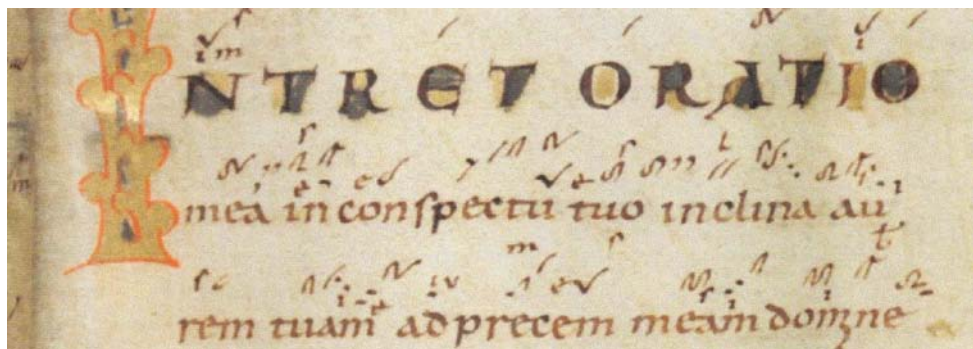 INTRET ORATIO
mea in conspectu tuo inclina au
rem tuam ad precem meam domine